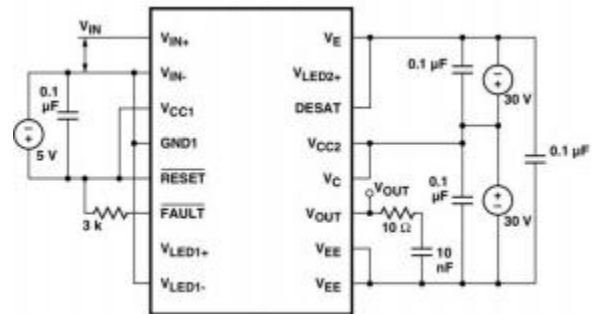 VIN
VIN+
VIN-
VCC1
GND1
RESET
FAULT
VLED1+
VLED1-
VE
VLED2+
DESAT
VCC2
VC
VOUT
VEE
VEE
0.1
µF
5 V
3 k
VOUT
10 Ω
10
nF
0.1 µF
30 V
0.1
µF
30 V
0.1 µF